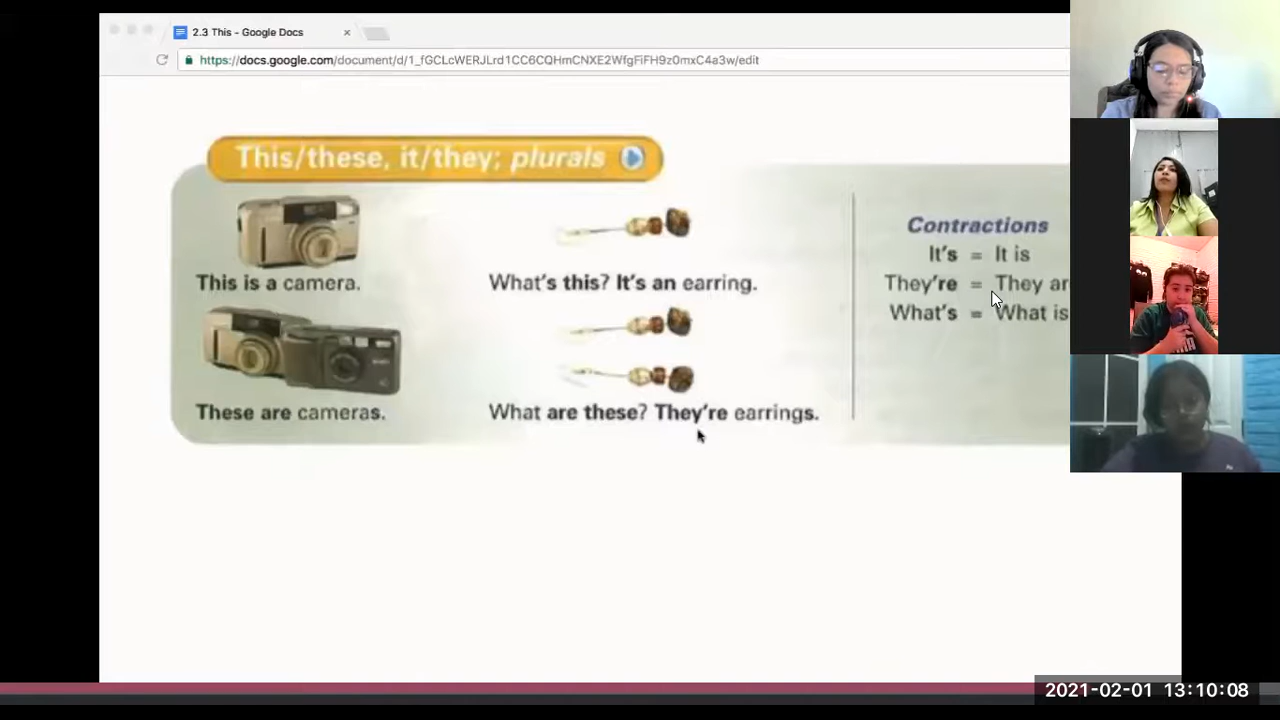 2.3 This - Google Docs
https://docs.google.com/document/d/1_fGCLcWERJLrd1CC6CQHmCNXE2WfgFiFH9z0mxC4a3w/edit
This/these, it/they; plurals
This is a camera.
These are cameras.
What's this? It's an earring.
What are these? They're earrings.
Contractions
It's = It is
They're = They ar
What's = What is
2021-02-01 13:10:08